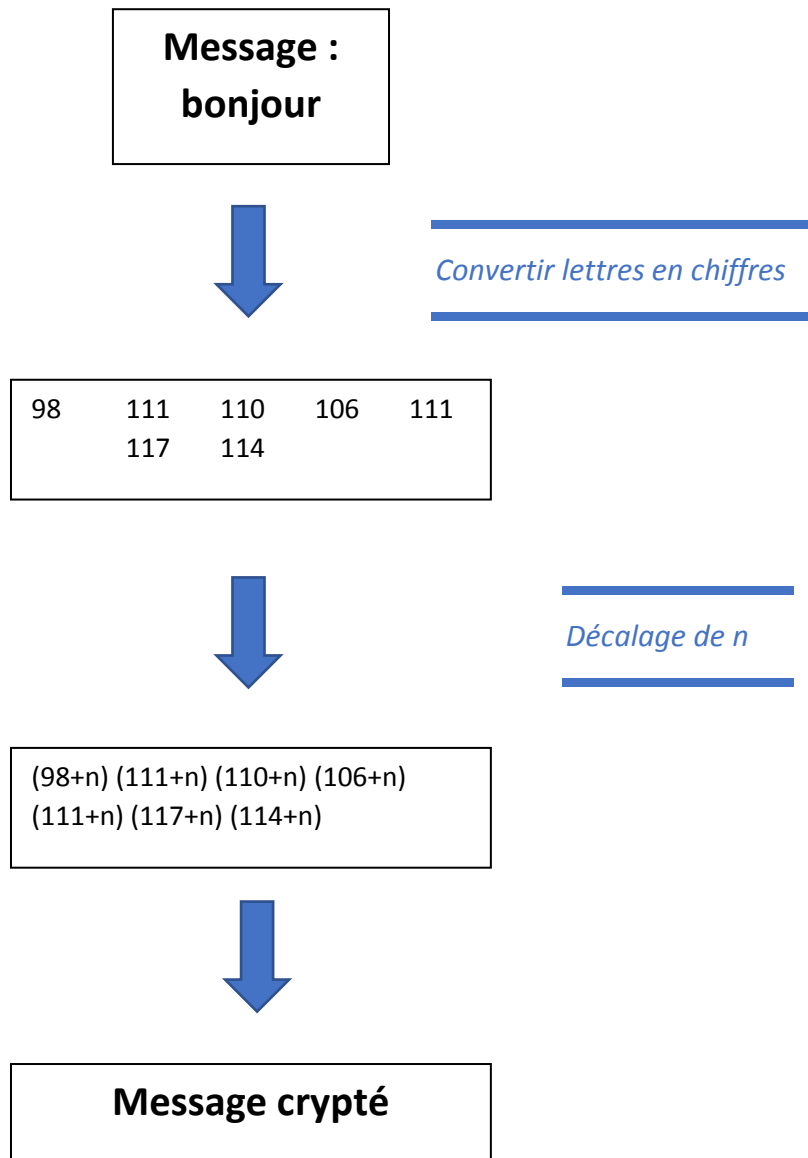 Message :
bonjour
Convertir lettres en chiffres
98 111 110 106 111
117 114
Décalage de n
(98+n) (111+n) (110+n) (106+n)
(111+n) (117+n) (114+n)
Message crypté